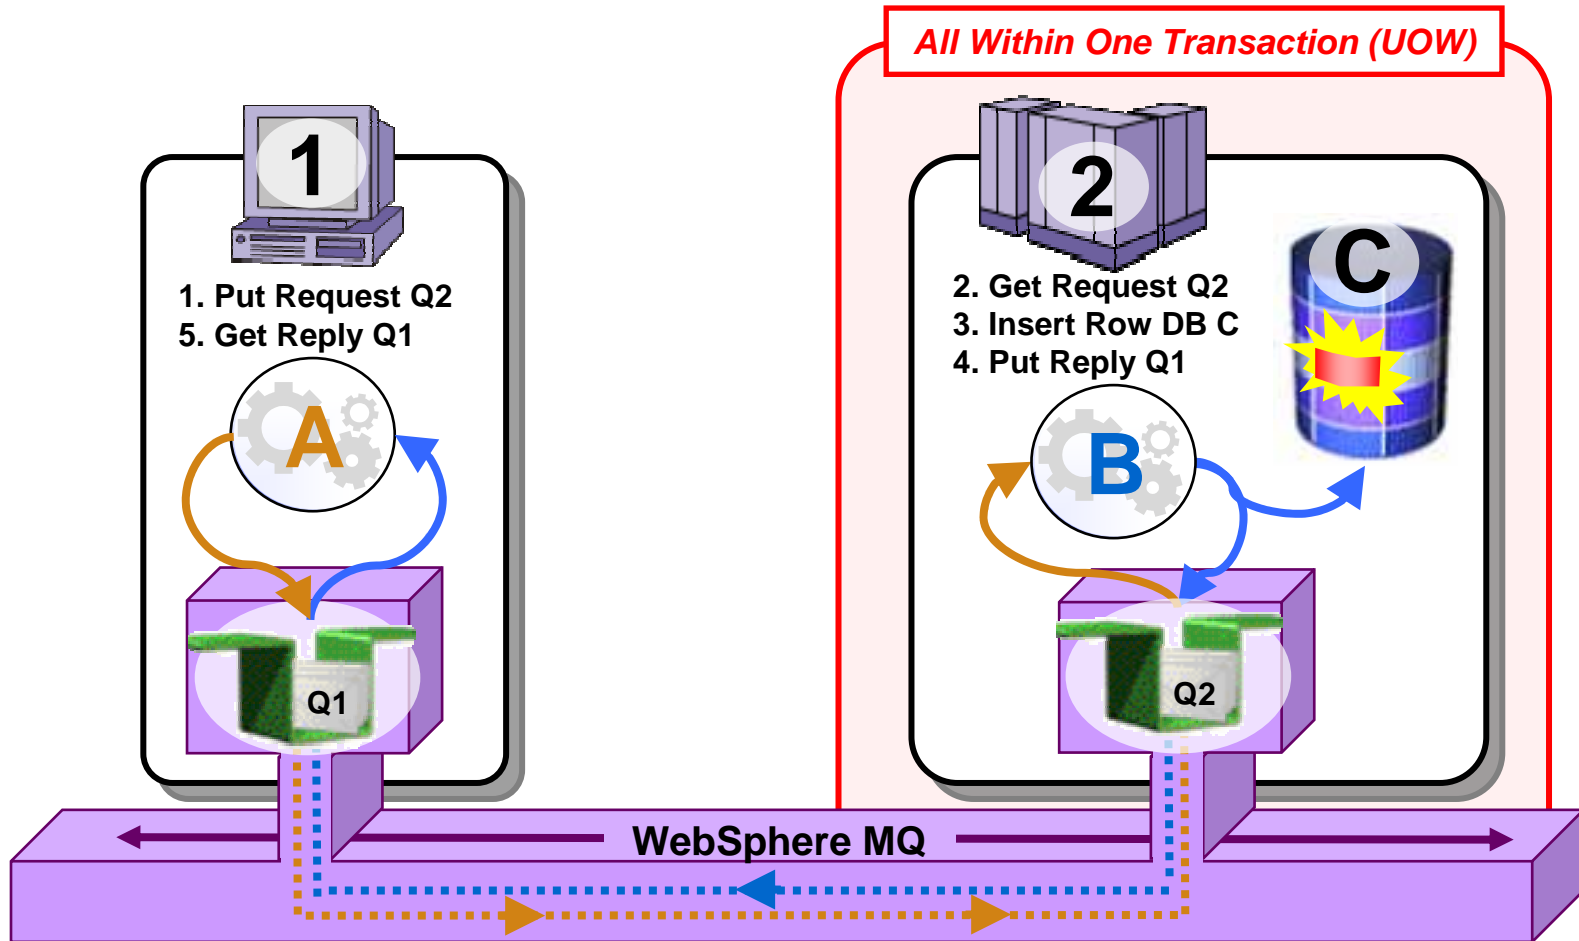 All Within One Transaction (UOW)
1
2
C
1. Put Request Q2
5. Get Reply Q1
2. Get Request Q2
3. Insert Row DB C
4. Put Reply Q1
A
B
Q1
Q2
WebSphere MQ